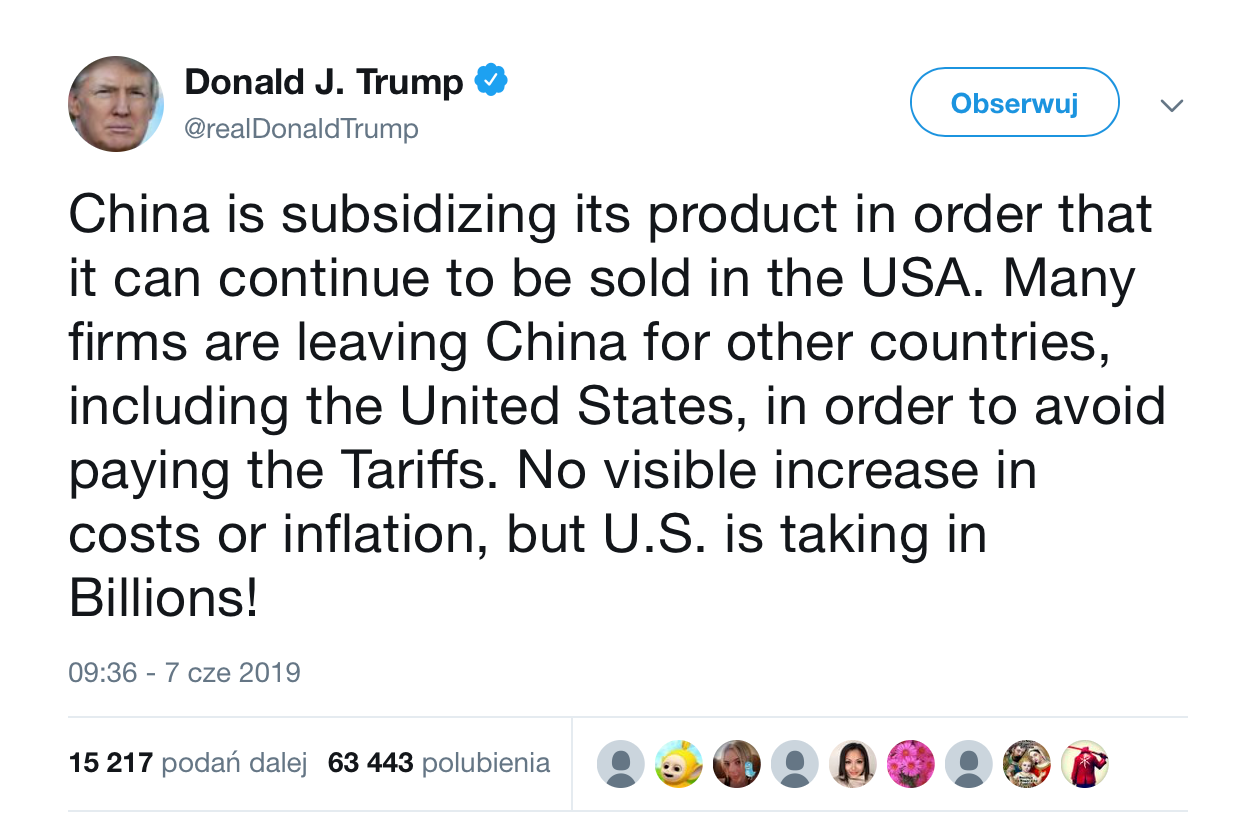 Donald J. Trump
@realDonaldTrump
Obserwuj
China is subsidizing its product in order that
it can continue to be sold in the USA. Many
firms are leaving China for other countries,
including the United States, in order to avoid
paying the Tariffs. No visible increase in
costs or inflation, but U.S. is taking in
Billions!
09:36 - 7 cze 2019
15 217 podań dalej 63 443 polubienia